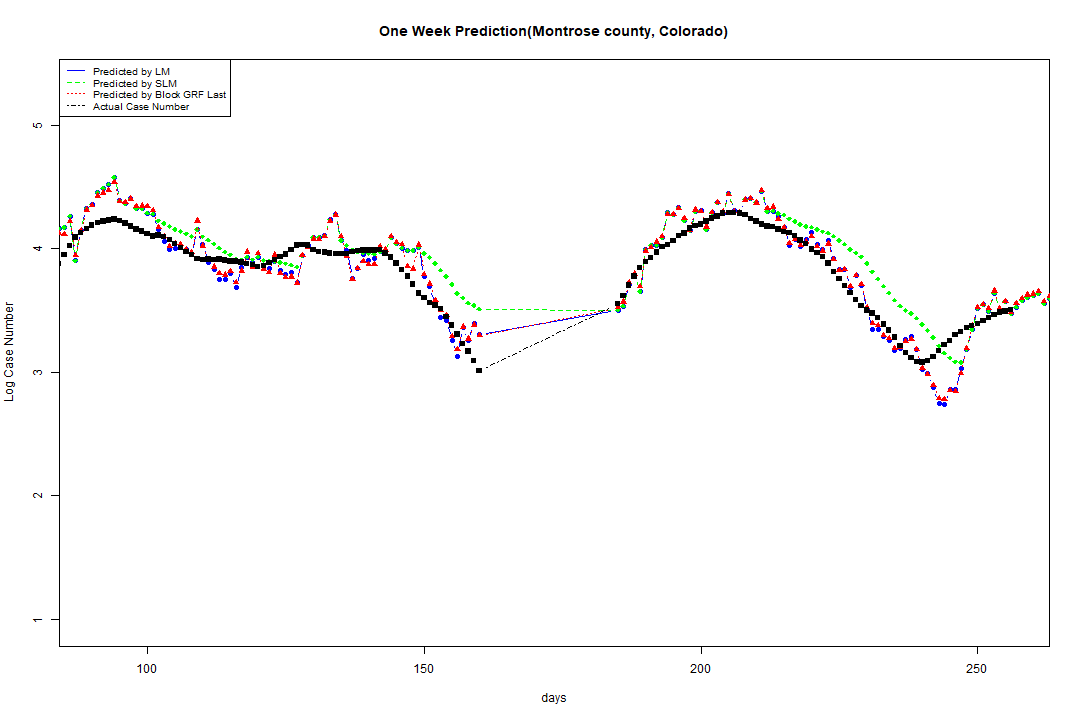 One Week Prediction(Montrose county, Colorado)
Predicted by LM
Predicted by SLM
Predicted by Block GRF Last
Actual Case Number
5
4
3
2
1
Log Case Number
100 150 200 250
days